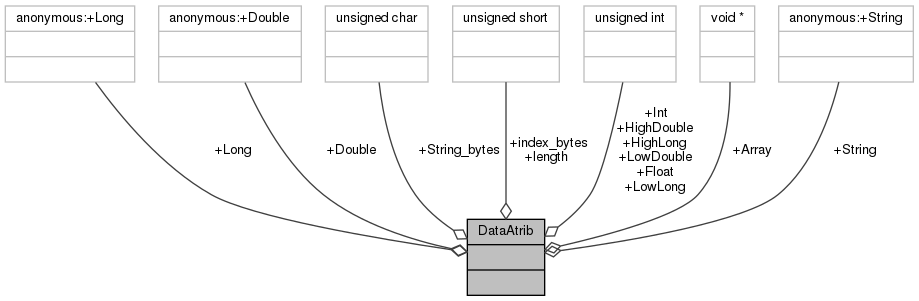 anonymous:+Long
anonymous:+Double
unsigned char
unsigned short
unsigned int
void *
anonymous:+String
+Long
+Double
+String_bytes
+index_bytes
+length
+Int
+HighDouble
+HighLong
+LowDouble
+Float
+LowLong
+Array
+String
DataAtrib